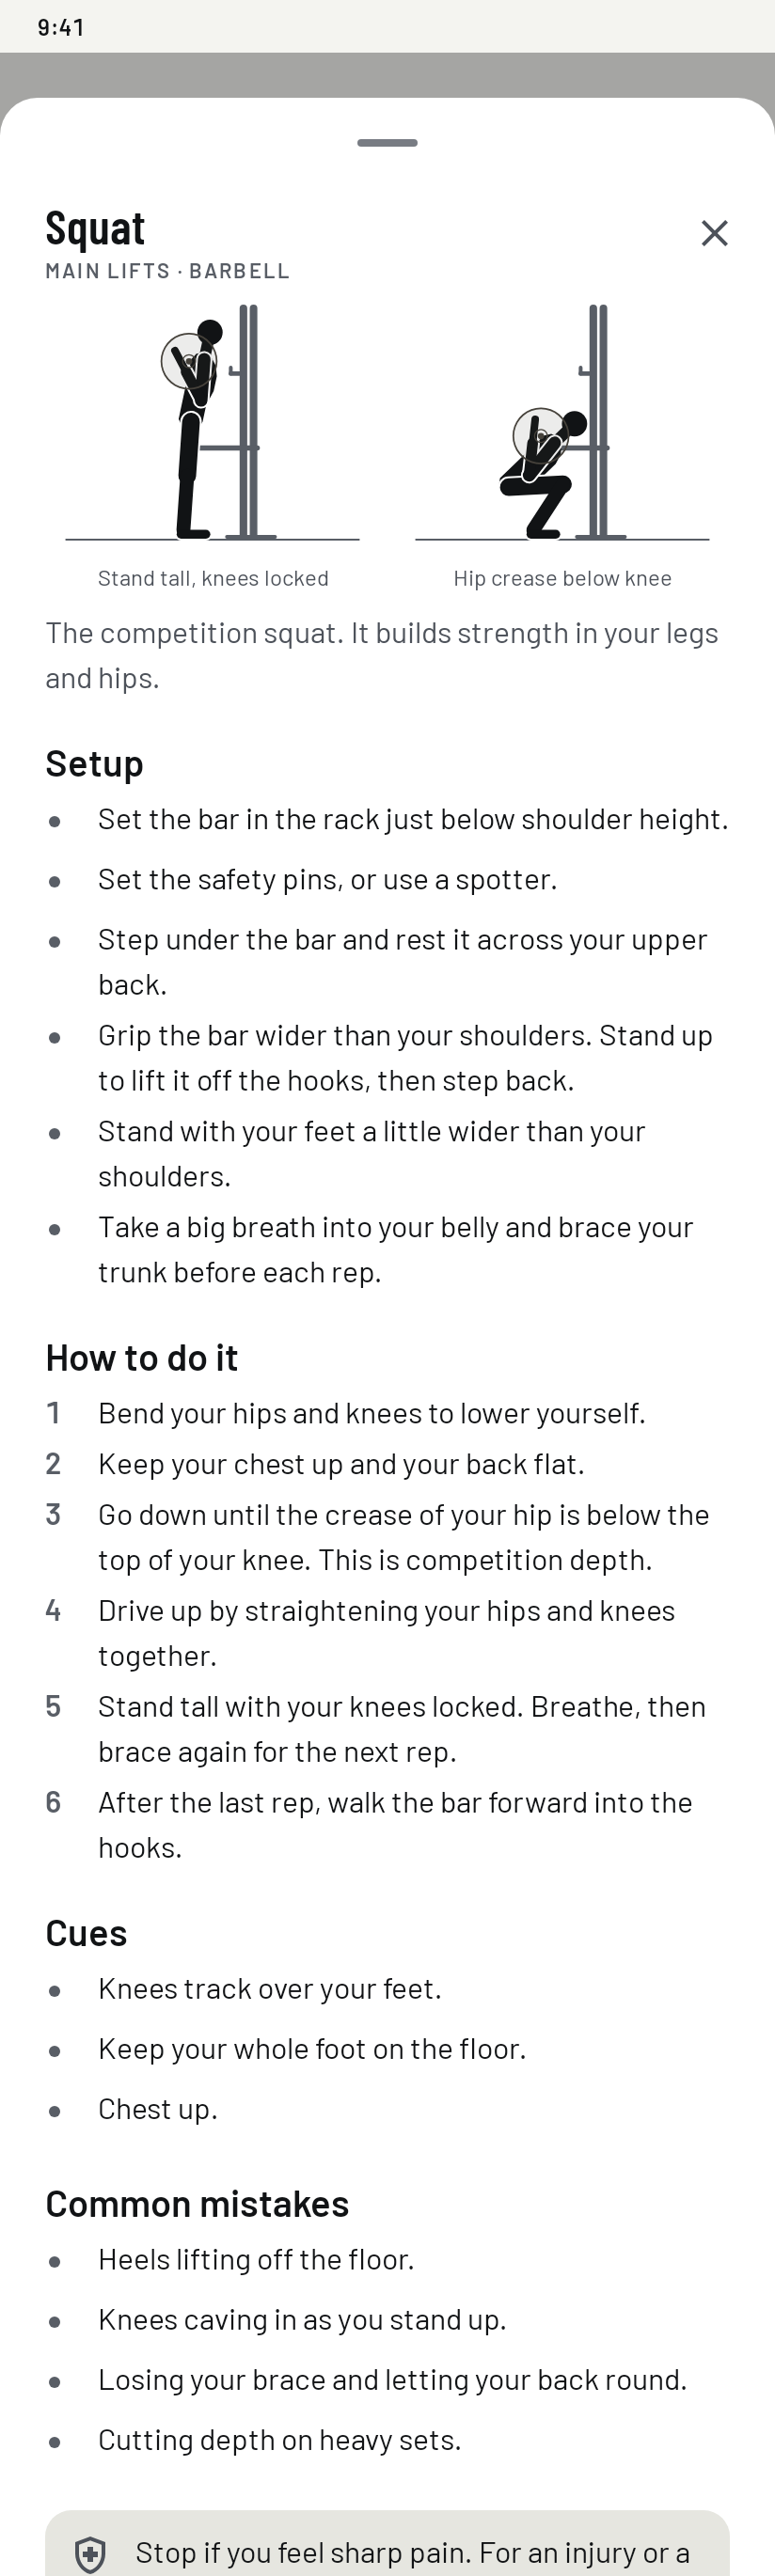 9:41
Squat
MAIN LIFTS · BARBELL
Stand tall, knees locked
Hip crease below knee
The competition squat. It builds strength in your legs
and hips.
Setup
• Set the bar in the rack just below shoulder height.
• Set the safety pins, or use a spotter.
• Step under the bar and rest it across your upper
back.
• Grip the bar wider than your shoulders. Stand up
to lift it off the hooks, then step back.
• Stand with your feet a little wider than your
shoulders.
• Take a big breath into your belly and brace your
trunk before each rep.
How to do it
1 Bend your hips and knees to lower yourself.
2 Keep your chest up and your back flat.
3 Go down until the crease of your hip is below the
top of your knee. This is competition depth.
4 Drive up by straightening your hips and knees
together.
5 Stand tall with your knees locked. Breathe, then
brace again for the next rep.
6 After the last rep, walk the bar forward into the
hooks.
Cues
• Knees track over your feet.
• Keep your whole foot on the floor.
• Chest up.
Common mistakes
• Heels lifting off the floor.
• Knees caving in as you stand up.
• Losing your brace and letting your back round.
• Cutting depth on heavy sets.
Stop if you feel sharp pain. For an injury or a